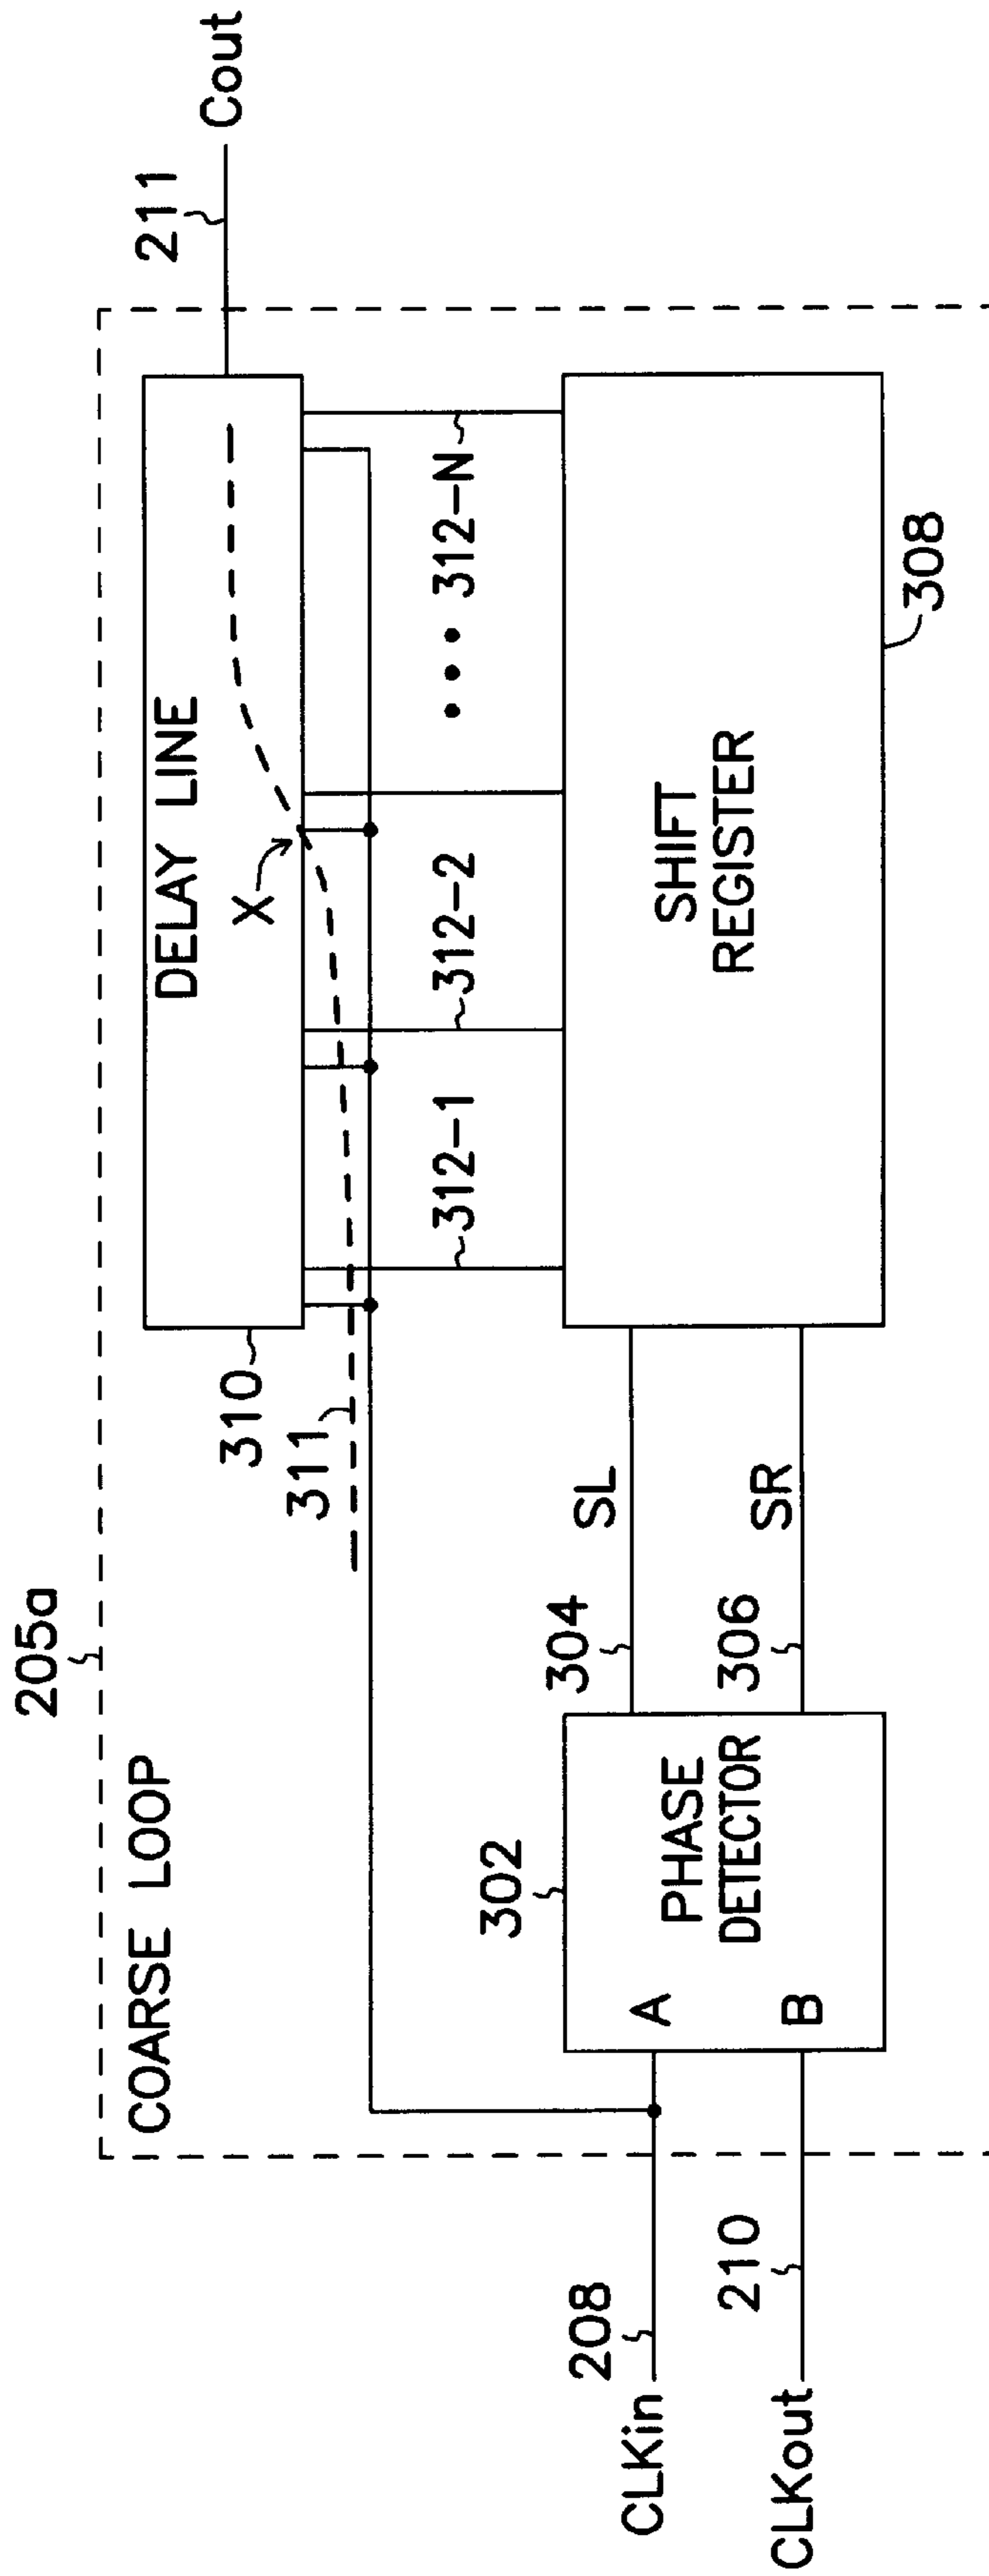 205a
COARSE LOOP
211
Cout
DELAY LINE
X
310
311
312-1
312-2
••• 312-N
302
304
SL
306
SR
A
B
PHASE
DETECTOR
SHIFT
REGISTER
308
208
CLKin
210
CLKout